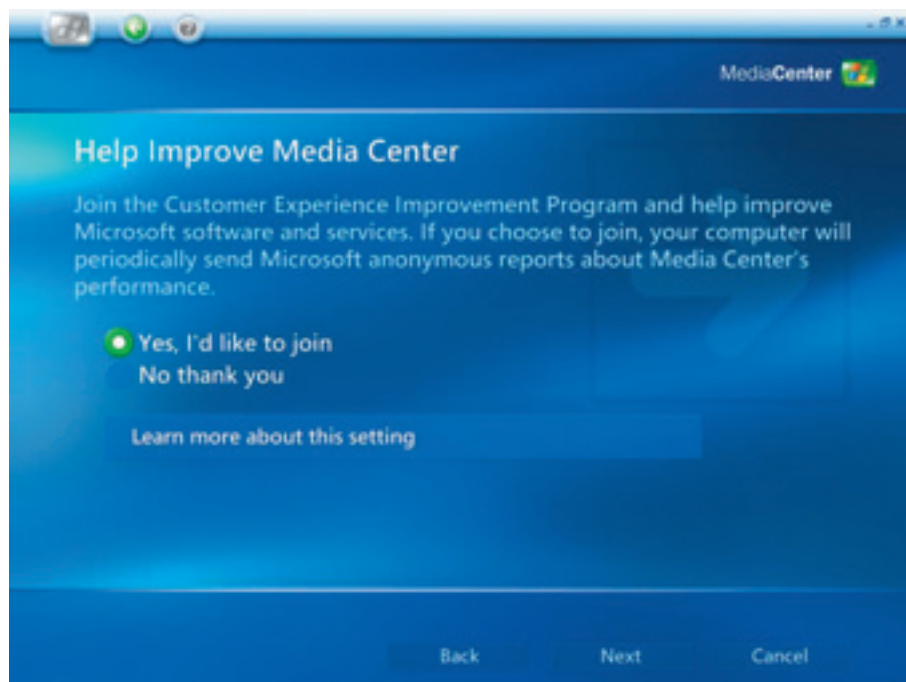 MediaCenter
Help Improve Media Center
Join the Customer Experience Improvement Program and help improve
Microsoft software and services. If you choose to join, your computer will
periodically send Microsoft anonymous reports about Media Center's
performance.
Yes, I'd like to join
No thank you
Learn more about this setting
Back Next Cancel